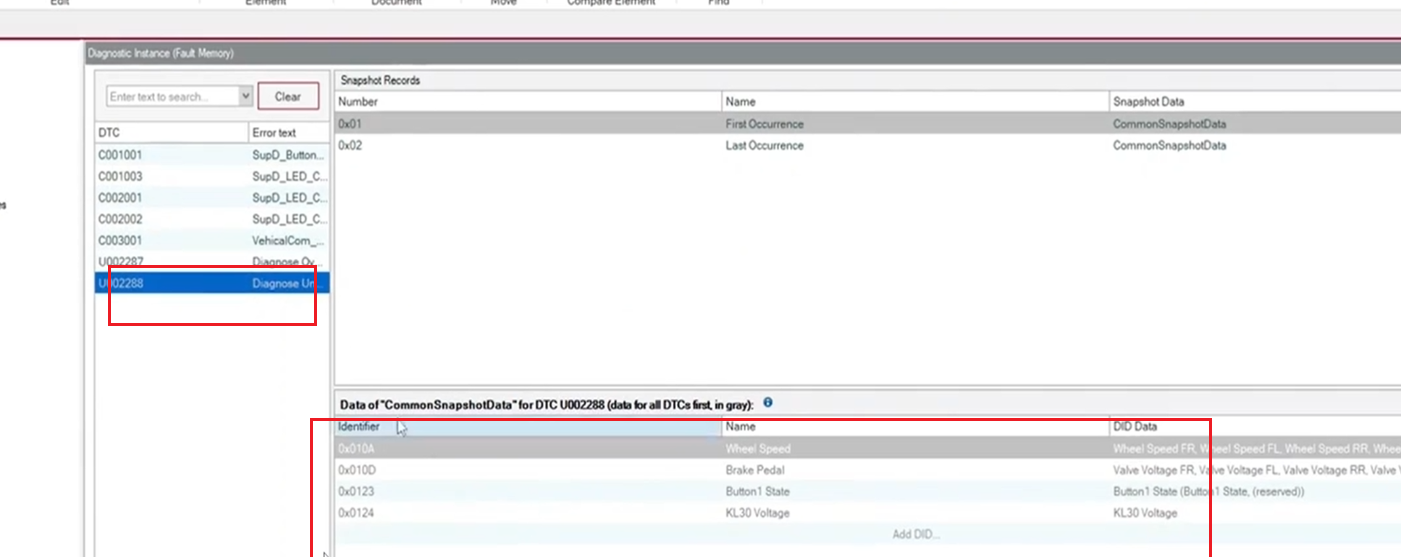 Edit Element Document Move Compare Element Find
Diagnostic Instance (Fault Memory)
Enter text to search... Clear
DTC Error text
C001001 SupD_Button...
C001003 SupD_LED_C...
C002001 SupD_LED_C...
C002002 SupD_LED_C...
C003001 VehicalCom_...
U002287 Diagnose Ov...
U002288 Diagnose Un...
Snapshot Records
Number Name Snapshot Data
0x01 First Occurrence CommonSnapshotData
0x02 Last Occurrence CommonSnapshotData
Data of "CommonSnapshotData" for DTC U002288 (data for all DTCs first, in gray):
Identifier Name DID Data
0x010A Wheel Speed Wheel Speed FR, Wheel Speed FL, Wheel Speed RR, Whee
0x010D Brake Pedal Valve Voltage FR, Valve Voltage FL, Valve Voltage RR, Valve
0x0123 Button1 State Button1 State (Button1 State, (reserved))
0x0124 KL30 Voltage KL30 Voltage
Add DID...